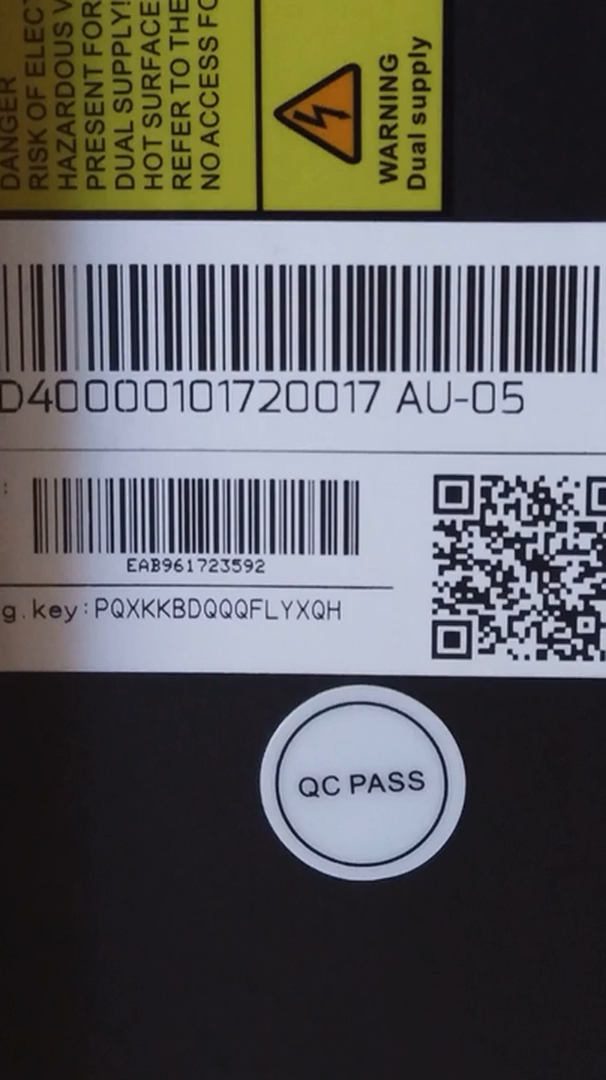 DANGER
RISK OF ELEC
HAZARDOUS V
PRESENT FOR
DUAL SUPPLY!
HOT SURFACE
REFER TO THE
NO ACCESS FO
WARNING
Dual supply
D40000101720017 AU-05
:
EAB961723592
g.key:PQXKKBDQQQFLYXQH
QC PASS